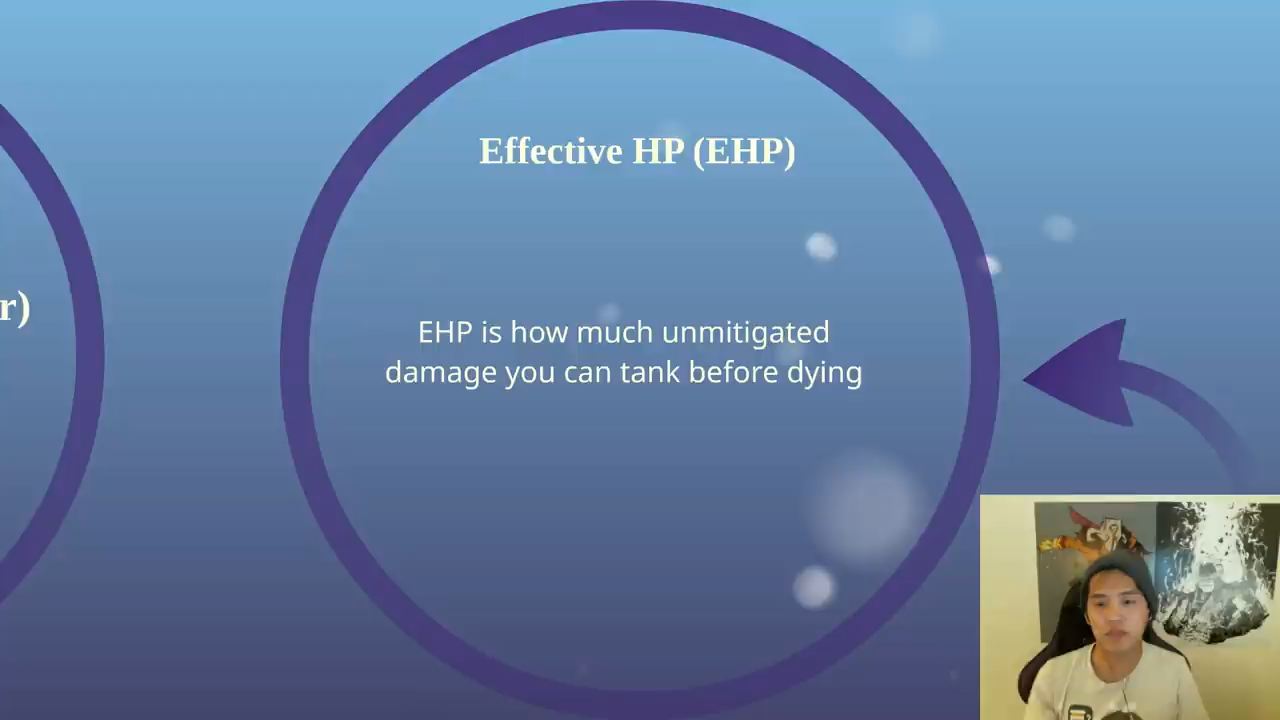 Effective HP (EHP)
r)
EHP is how much unmitigated
damage you can tank before dying